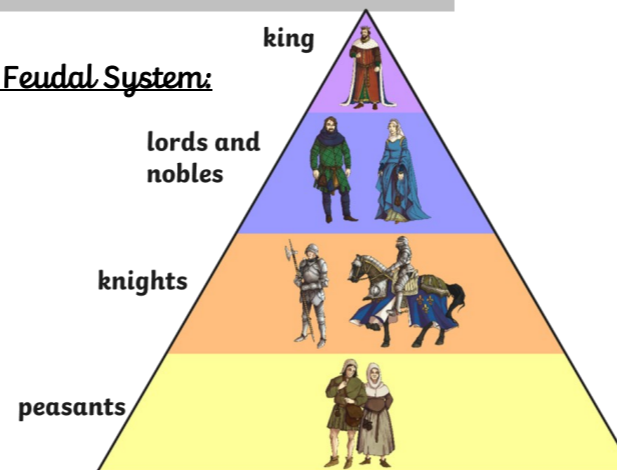 king
Feudal System:
lords and
nobles
knights
peasants